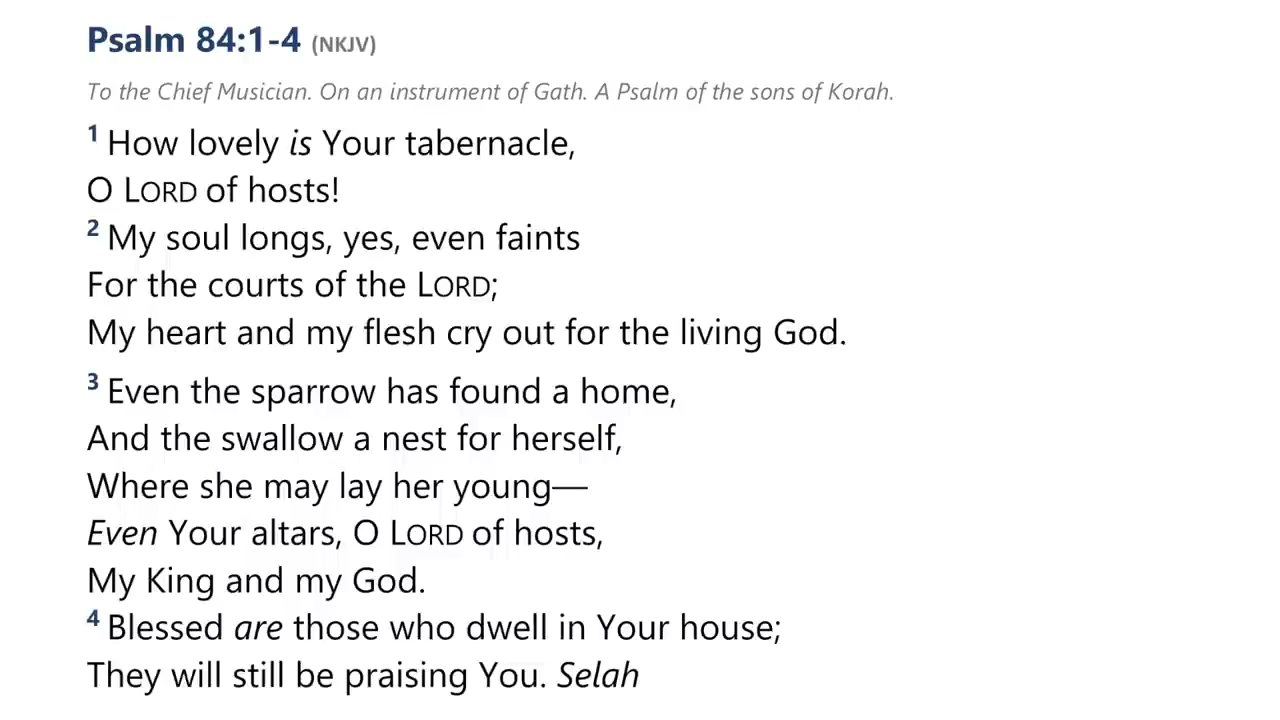 Psalm 84:1-4 (NKJV)
To the Chief Musician. On an instrument of Gath. A Psalm of the sons of Korah.
1 How lovely is Your tabernacle,
O LORD of hosts!
2 My soul longs, yes, even faints
For the courts of the LORD;
My heart and my flesh cry out for the living God.
3 Even the sparrow has found a home,
And the swallow a nest for herself,
Where she may lay her young—
Even Your altars, O LORD of hosts,
My King and my God.
4 Blessed are those who dwell in Your house;
They will still be praising You. Selah